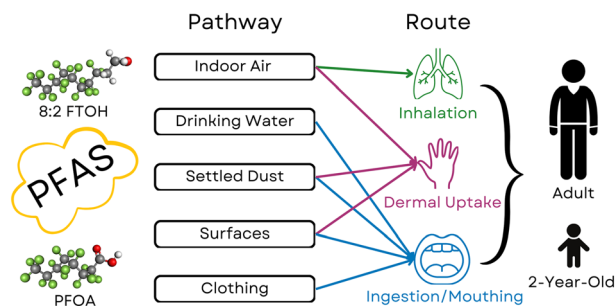 Pathway
Route
8:2 FTOH
PFAS
PFOA
Indoor Air
Drinking Water
Settled Dust
Surfaces
Clothing
Inhalation
Dermal Uptake
Ingestion/Mouthing
Adult
2-Year-Old